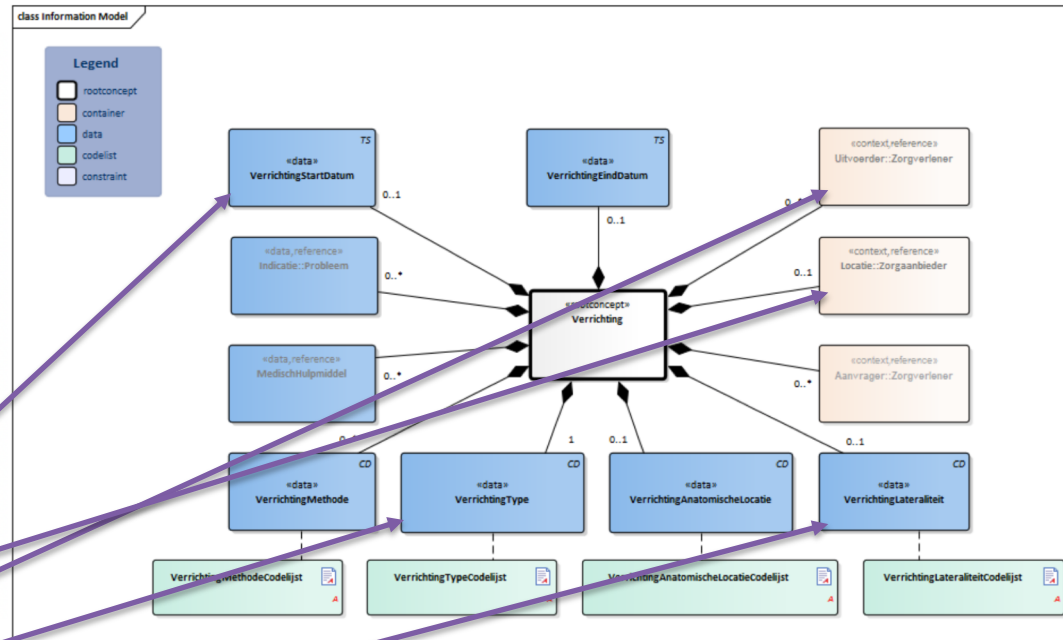 class Information Model
Legend
rootconcept
container
data
codelist
constraint
TS
«data»
VerrichtingStartDatum
0..1
TS
«data»
VerrichtingEindDatum
0..1
«context,reference»
Uitvoerder::Zorgverlener
«data,reference»
Indicatie::Probleem
0..*
«rootconcept»
Verrichting
«context,reference»
Locatie::Zorgaanbieder
0..1
«data,reference»
MedischHulpmiddel
0..*
«context,reference»
Aanvrager::Zorgverlener
0..*
CD
«data»
VerrichtingMethode
1
CD
«data»
VerrichtingType
0..1
CD
«data»
VerrichtingAnatomischeLocatie
0..1
CD
«data»
VerrichtingLateraliteit
VerrichtingMethodeCodelijst
A
VerrichtingTypeCodelijst
A
VerrichtingAnatomischeLocatieCodelijst
A
VerrichtingLateraliteitCodelijst
A